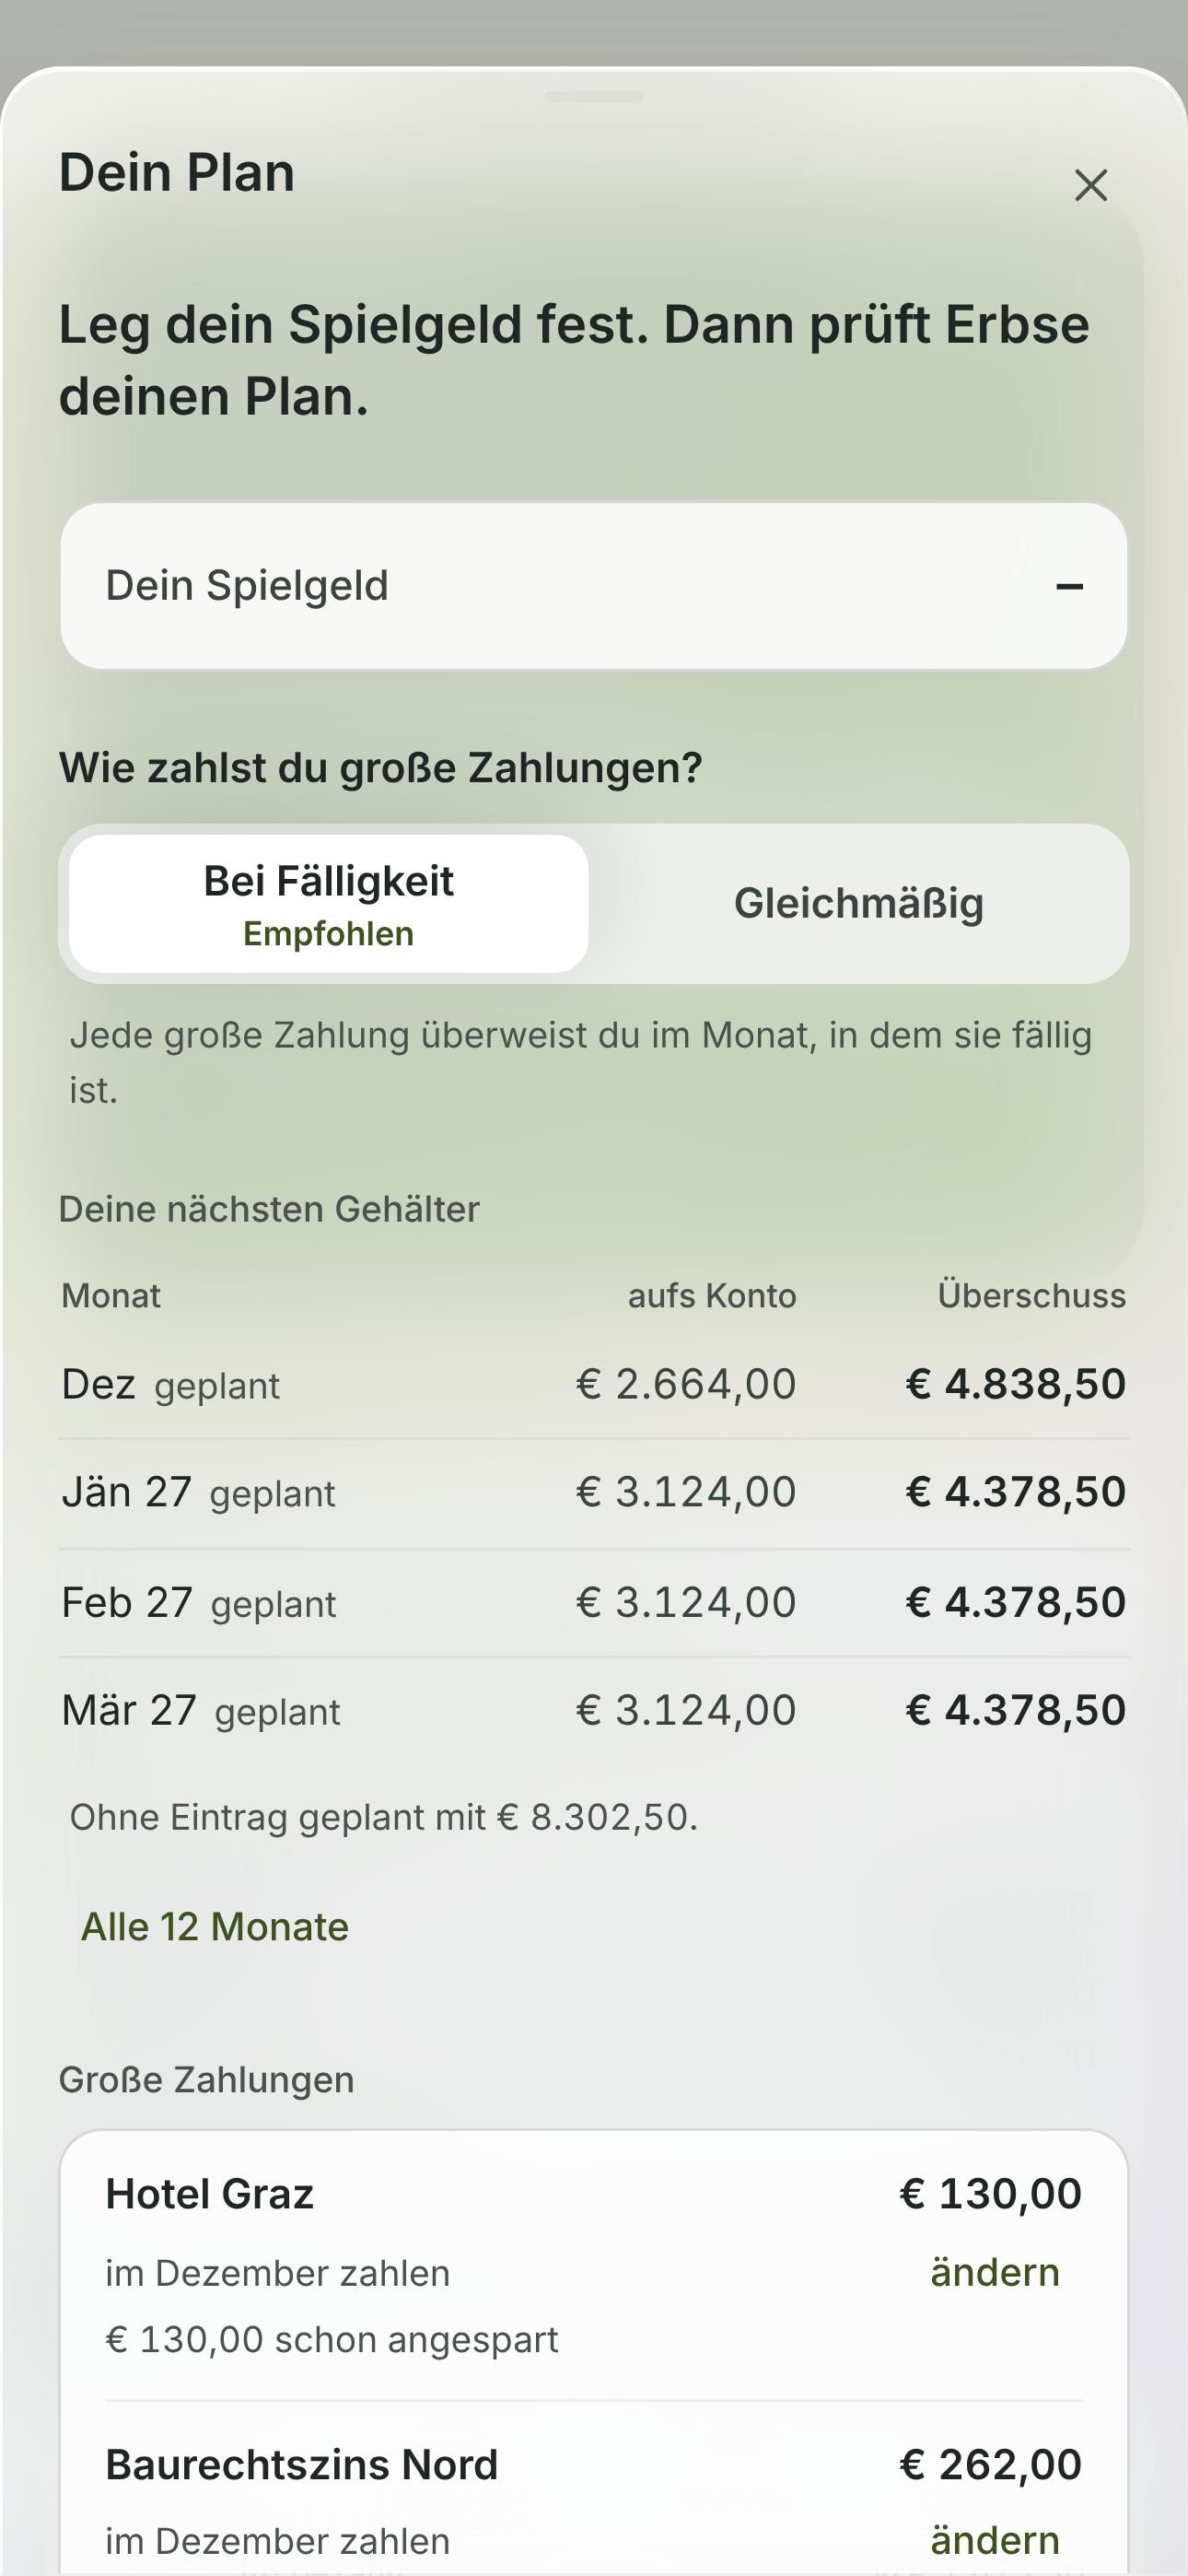 Dein Plan
Leg dein Spielgeld fest. Dann prüft Erbse
deinen Plan.
Dein Spielgeld –
Wie zahlst du große Zahlungen?
Bei Fälligkeit
Empfohlen
Gleichmäßig
Jede große Zahlung überweist du im Monat, in dem sie fällig
ist.
Deine nächsten Gehälter
Monat aufs Konto Überschuss
Dez geplant € 2.664,00 € 4.838,50
Jän 27 geplant € 3.124,00 € 4.378,50
Feb 27 geplant € 3.124,00 € 4.378,50
Mär 27 geplant € 3.124,00 € 4.378,50
Ohne Eintrag geplant mit € 8.302,50.
Alle 12 Monate
Große Zahlungen
Hotel Graz € 130,00
im Dezember zahlen ändern
€ 130,00 schon angespart
Baurechtszins Nord € 262,00
im Dezember zahlen ändern